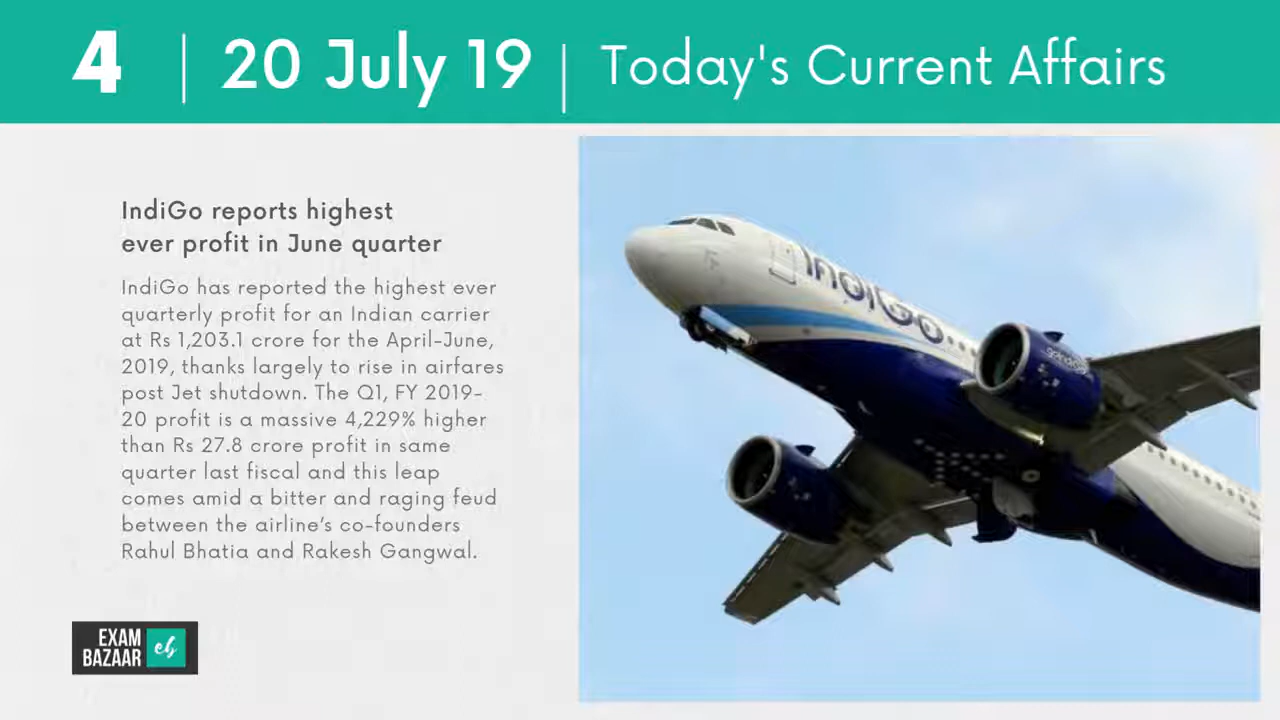 4 | 20 July 19 | Today's Current Affairs
IndiGo reports highest
ever profit in June quarter
IndiGo has reported the highest ever
quarterly profit for an Indian carrier
at Rs 1,203.1 crore for the April-June,
2019, thanks largely to rise in airfares
post Jet shutdown. The Q1, FY 2019-
20 profit is a massive 4,229% higher
than Rs 27.8 crore profit in same
quarter last fiscal and this leap
comes amid a bitter and raging feud
between the airline's co-founders
Rahul Bhatia and Rakesh Gangwal.
IndiGo
EXAM
BAZAAR eb